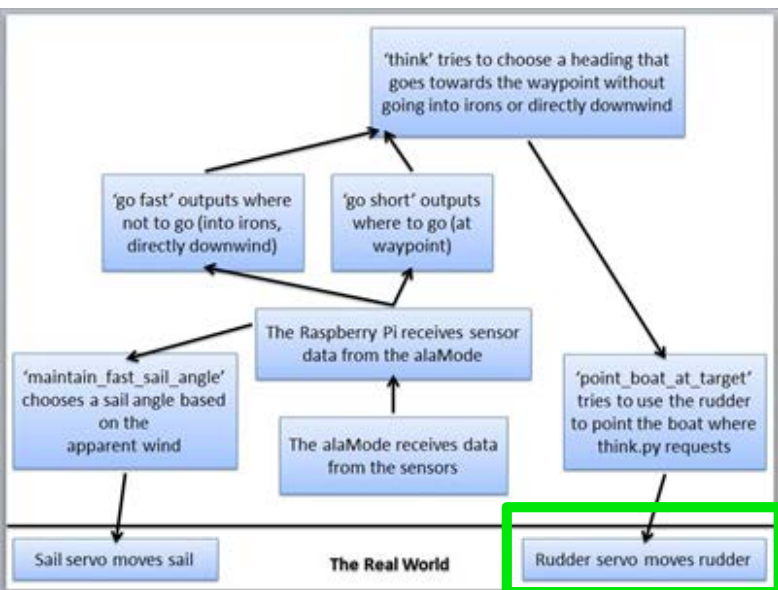 'think' tries to choose a heading that
goes towards the waypoint without
going into irons or directly downwind
'go fast' outputs where
not to go (into irons,
directly downwind)
'go short' outputs
where to go (at
waypoint)
The Raspberry Pi receives sensor
data from the alaMode
'maintain_fast_sail_angle'
chooses a sail angle based
on the
apparent wind
The alaMode receives data
from the sensors
'point_boat_at_target'
tries to use the rudder
to point the boat where
think.py requests
Sail servo moves sail
The Real World
Rudder servo moves rudder